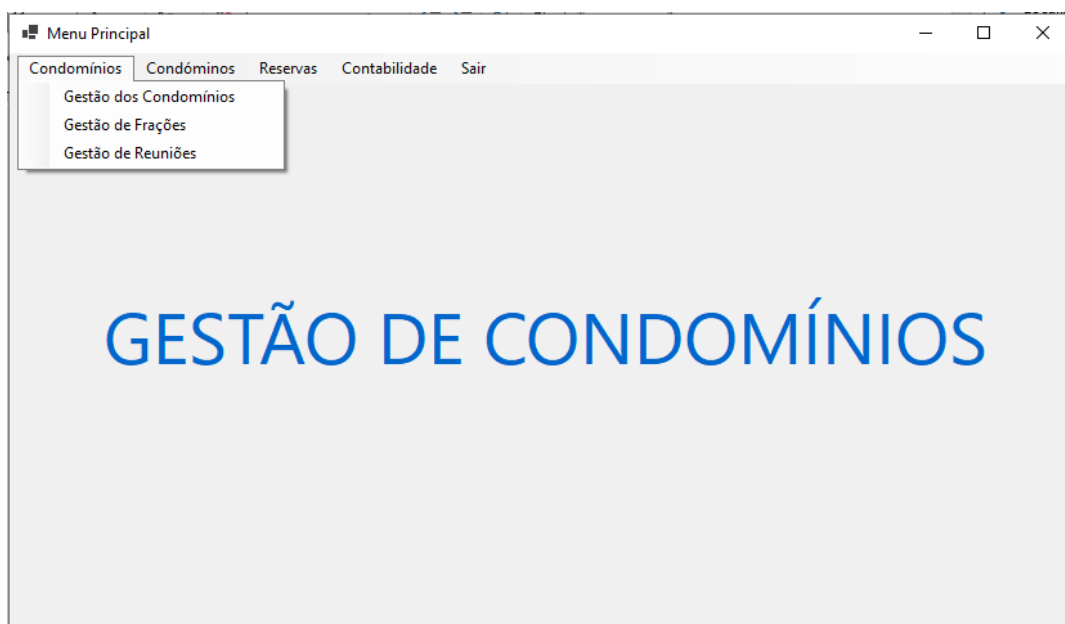 Menu Principal
Condomínios Condóminos Reservas Contabilidade Sair
Gestão dos Condomínios
Gestão de Frações
Gestão de Reuniões
GESTÃO DE CONDOMÍNIOS